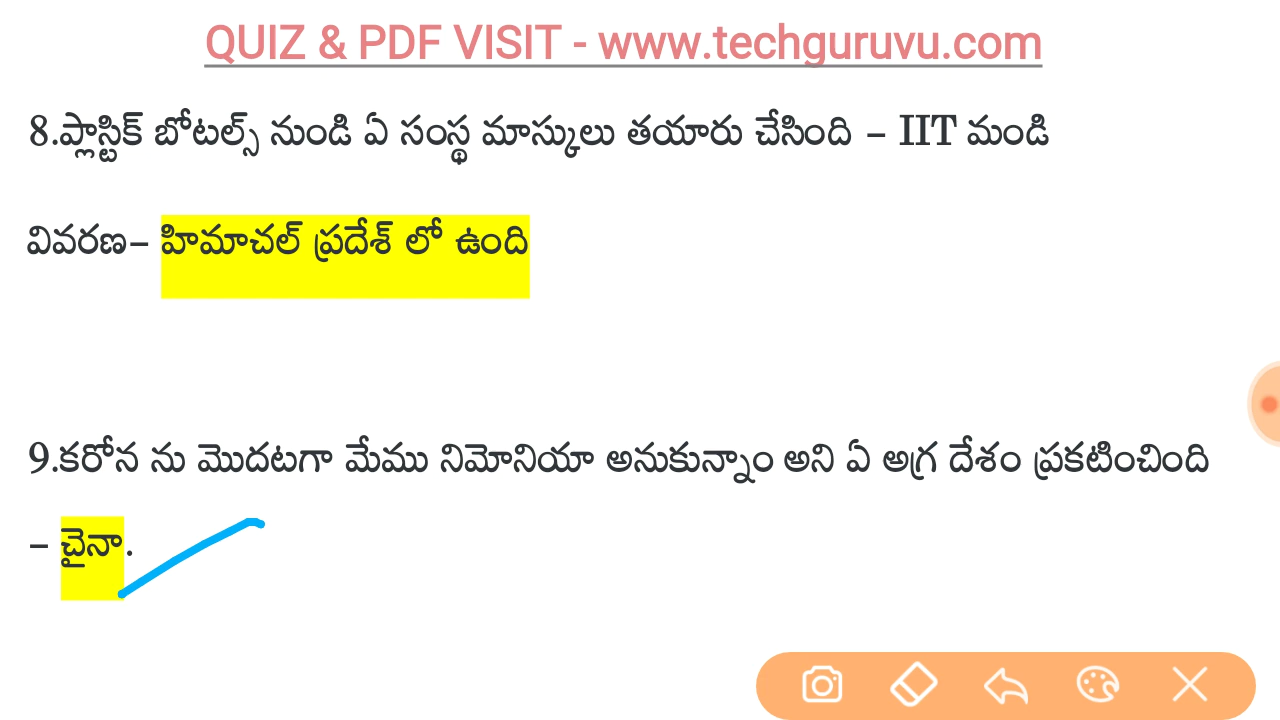 QUIZ & PDF VISIT - www.techguruvu.com
8.ప్లాస్టిక్ బోటల్స్ నుండి ఏ సంస్థ మాస్కులు తయారు చేసింది – IIT మండి
వివరణ– హిమాచల్ ప్రదేశ్ లో ఉంది
9.కరోన ను మొదటగా మేము నిమోనియా అనుకున్నాం అని ఏ అగ్ర దేశం ప్రకటించింది
– చైనా.